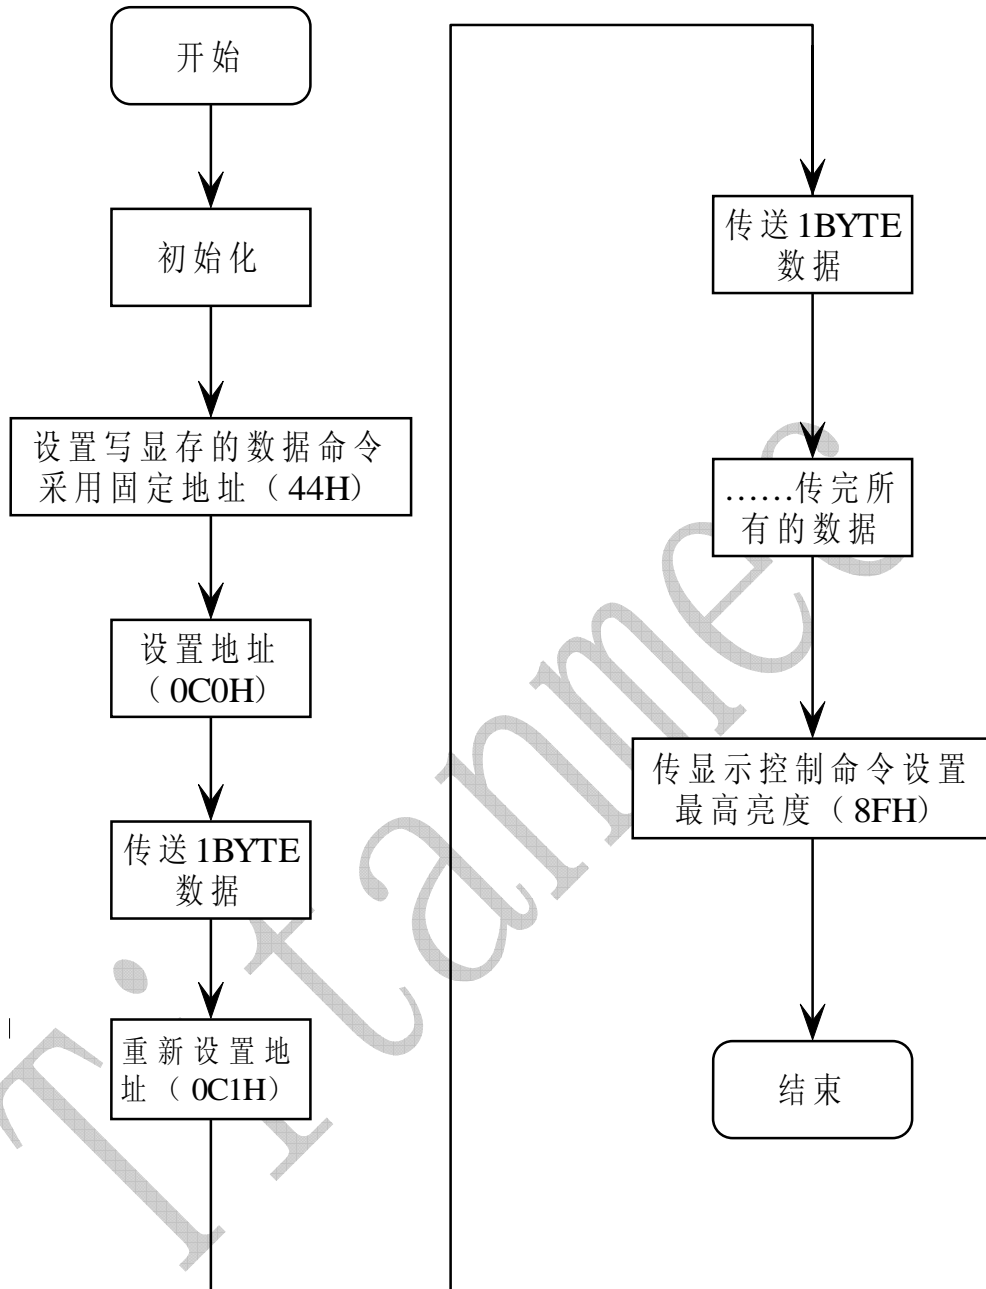 开始
初始化
设置写显存的数据命令
采用固定地址（44H）
设置地址
（0C0H）
传送1BYTE
数据
重新设置地
址（0C1H）
传送1BYTE
数据
……传完所
有的数据
传显示控制命令设置
最高亮度（8FH）
结束
Titanmec